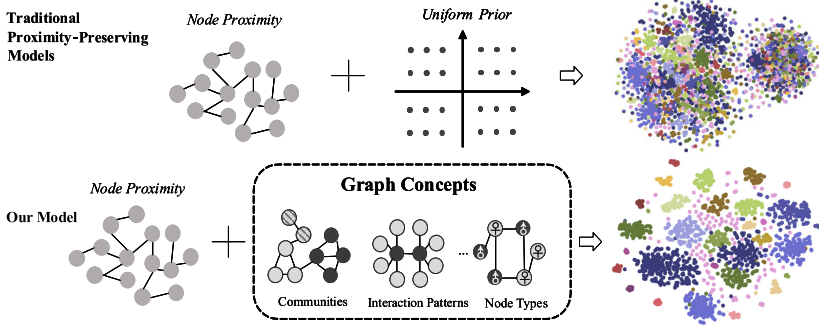 Traditional
Proximity-Preserving
Models
Node Proximity
Uniform Prior
Our Model
Node Proximity
Graph Concepts
...
Communities
Interaction Patterns
Node Types